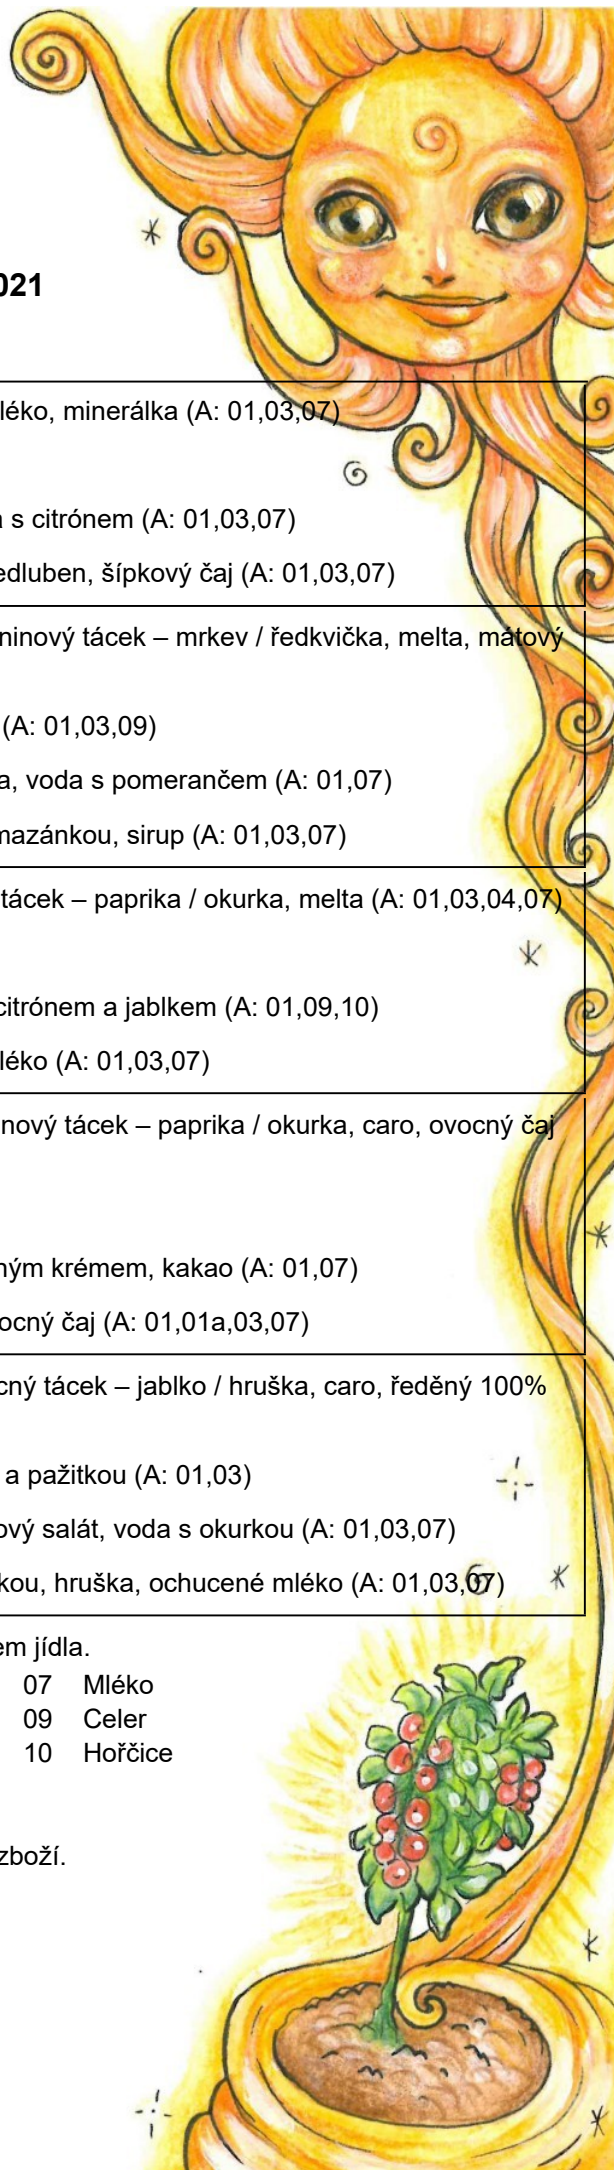 021
léko, minerálka (A: 01,03,07)
a s citrónem (A: 01,03,07)
edluben, šípkový čaj (A: 01,03,07)
ninový tácek – mrkev / ředkvička, melta, mátový
(A: 01,03,09)
a, voda s pomerančem (A: 01,07)
mazánkou, sirup (A: 01,03,07)
tácek – paprika / okurka, melta (A: 01,03,04,07)
citrónem a jablkem (A: 01,09,10)
léko (A: 01,03,07)
nový tácek – paprika / okurka, caro, ovocný čaj
ným krémem, kakao (A: 01,07)
ocný čaj (A: 01,01a,03,07)
cný tácek – jablko / hruška, caro, ředěný 100%
a pažitkou (A: 01,03)
ový salát, voda s okurkou (A: 01,03,07)
kou, hruška, ochucené mléko (A: 01,03,07)
em jídla.
07 Mléko
09 Celer
10 Hořčice
zboží.